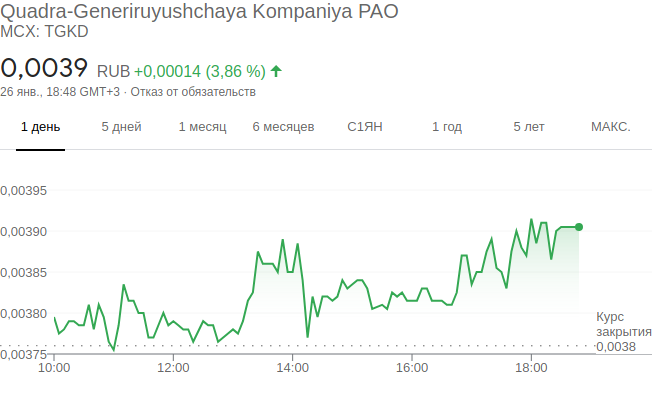 Quadra-Generiruyushchaya Kompaniya PAO
MCX: TGKD
0,0039 RUB +0,00014 (3,86 %)
26 янв., 18:48 GMT+3 · Отказ от обязательств
1 день 5 дней 1 месяц 6 месяцев С1ЯН 1 год 5 лет МАКС.
0,00395
0,00390
0,00385
0,00380
0,00375
Курс
закрытия
0,0038
10:00 12:00 14:00 16:00 18:00